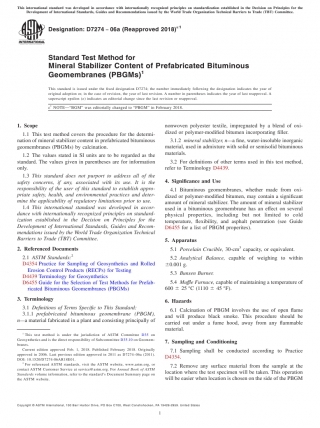 This international standard was developed in accordance with internationally recognized principles on standardization established in the Decision on Principles for the
Development of International Standards, Guides and Recommendations issued by the World Trade Organization Technical Barriers to Trade (TBT) Committee.
Designation: D7274 - 06a (Reapproved 2018)ε1
Standard Test Method for
Mineral Stabilizer Content of Prefabricated Bituminous
Geomembranes (PBGMs)1
This standard is issued under the fixed designation D7274; the number immediately following the designation indicates the year of
original adoption or, in the case of revision, the year of last revision. A number in parentheses indicates the year of last reapproval. A
superscript epsilon (ε) indicates an editorial change since the last revision or reapproval.
ε1 NOTE—"BGM" was editorially changed to "PBGM" in February 2018.
1. Scope
1.1 This test method covers the procedure for the determi-
nation of mineral stabilizer content in prefabricated bituminous
geomembranes (PBGMs) by calcination.
1.2 The values stated in SI units are to be regarded as the
standard. The values given in parentheses are for information
only.
1.3 This standard does not purport to address all of the
safety concerns, if any, associated with its use. It is the
responsibility of the user of this standard to establish appro-
priate safety, health, and environmental practices and deter-
mine the applicability of regulatory limitations prior to use.
1.4 This international standard was developed in accor-
dance with internationally recognized principles on standard-
ization established in the Decision on Principles for the
Development of International Standards, Guides and Recom-
mendations issued by the World Trade Organization Technical
Barriers to Trade (TBT) Committee.
2. Referenced Documents
2.1 ASTM Standards:2
D4354 Practice for Sampling of Geosynthetics and Rolled
Erosion Control Products (RECPs) for Testing
D4439 Terminology for Geosynthetics
D6455 Guide for the Selection of Test Methods for Prefab-
ricated Bituminous Geomembranes (PBGMs)
3. Terminology
3.1 Definitions of Terms Specific to This Standard:
3.1.1 prefabricated bituminous geomembrane (PBGM),
n—a material fabricated in a plant and consisting principally of
1 This test method is under the jurisdiction of ASTM Committee D35 on
Geosynthetics and is the direct responsibility of Subcommittee D35.10 on Geomem-
branes.
Current edition approved Feb. 1, 2018. Published February 2018. Originally
approved in 2006. Last previous edition approved in 2011 as D7274–06a (2011).
DOI: 10.1520/D7274-06AR18E01.
2 For referenced ASTM standards, visit the ASTM website, www.astm.org, or
contact ASTM Customer Service at service@astm.org. For Annual Book of ASTM
Standards volume information, refer to the standard's Document Summary page on
the ASTM website.
nonwoven polyester textile, impregnated by a blend of oxi-
dized or polymer-modified bitumen incorporating filler.
3.1.2 mineral stabilizer, n—a fine, water-insoluble inorganic
material, used in admixture with solid or semisolid bituminous
materials.
3.2 For definitions of other terms used in this test method,
refer to Terminology D4439.
4. Significance and Use
4.1 Bituminous geomembranes, whether made from oxi-
dized or polymer-modified bitumen, may contain a significant
amount of mineral stabilizer. The amount of mineral stabilizer
used in a bituminous geomembrane has an effect on several
physical properties, including but not limited to cold
temperature, flexibility, and asphalt penetration (see Guide
D6455 for a list of PBGM properties).
5. Apparatus
5.1 Porcelain Crucible, 30-cm3 capacity, or equivalent.
5.2 Analytical Balance, capable of weighing to within
±0.001 g.
5.3 Bunsen Burner.
5.4 Muffle Furnace, capable of maintaining a temperature of
600 ± 25 °C (1110 ± 45 °F).
6. Hazards
6.1 Calcination of PBGM involves the use of open flame
and will produce black smoke. This procedure should be
carried out under a fume hood, away from any flammable
material.
7. Sampling and Conditioning
7.1 Sampling shall be conducted according to Practice
D4354.
7.2 Remove any surface material from the sample at the
location where the test specimen will be taken. This operation
will be easier when location is chosen on the side of the PBGM
Copyright © ASTM International, 100 Barr Harbor Drive, PO Box C700, West Conshohocken, PA 19428-2959. United States
1